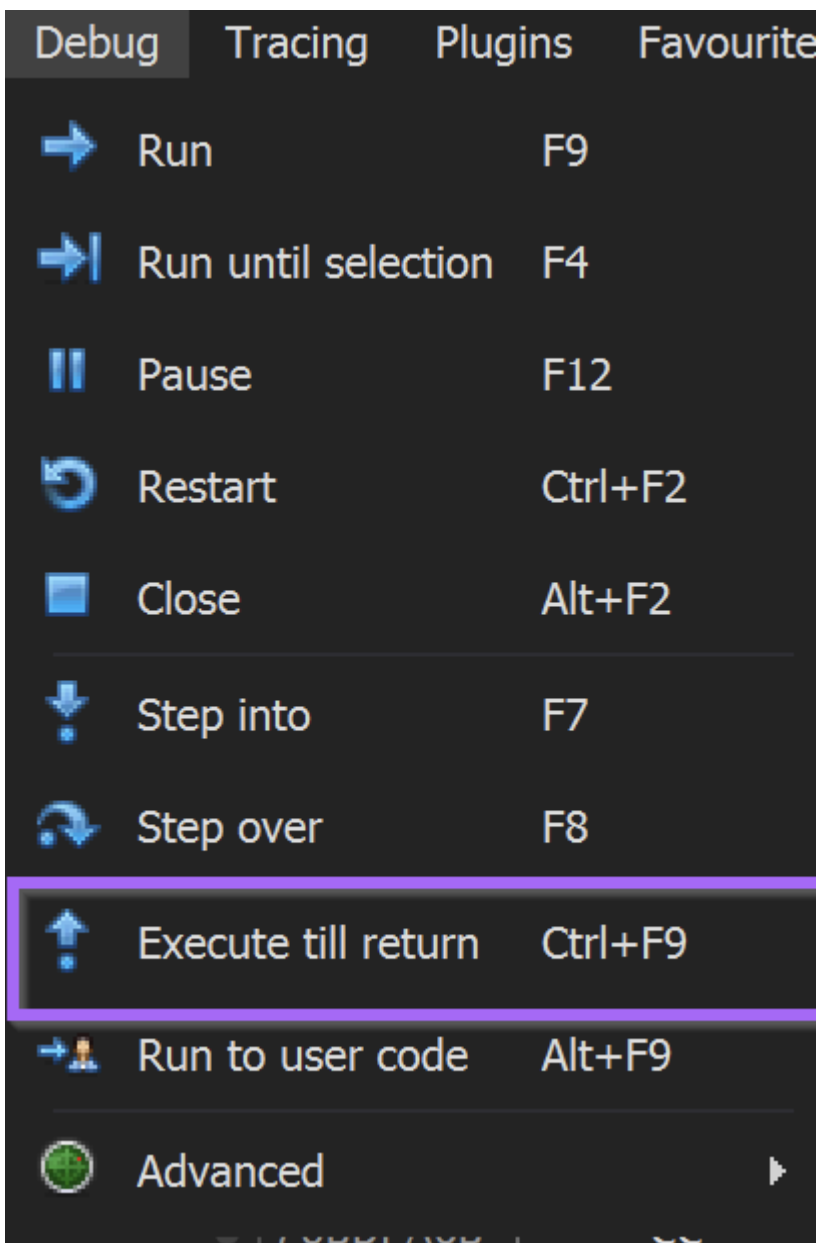 Debug Tracing Plugins Favourite
Run F9
Run until selection F4
Pause F12
Restart Ctrl+F2
Close Alt+F2
Step into F7
Step over F8
Execute till return Ctrl+F9
Run to user code Alt+F9
Advanced